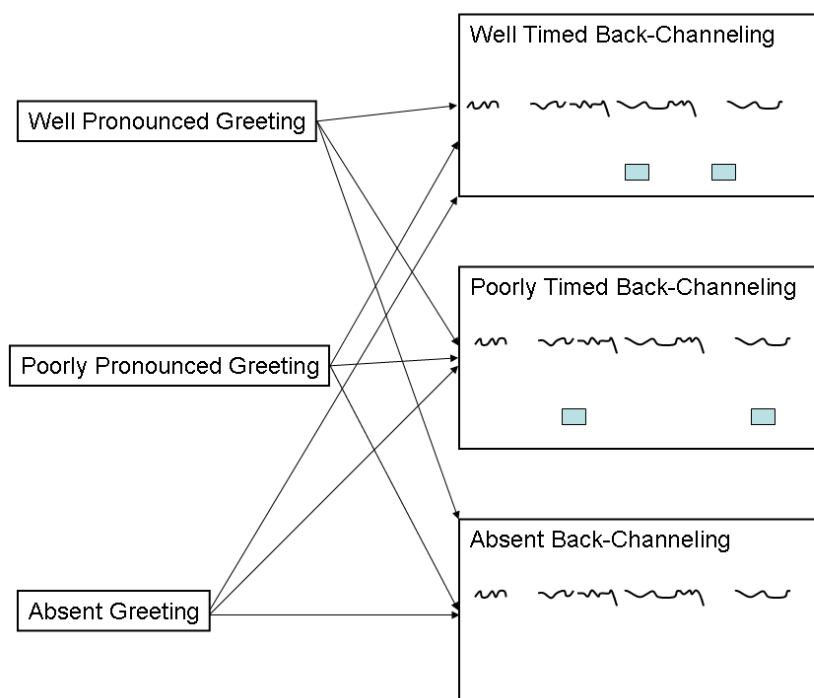 Well Timed Back-Channeling
Well Pronounced Greeting
Poorly Timed Back-Channeling
Poorly Pronounced Greeting
Absent Back-Channeling
Absent Greeting